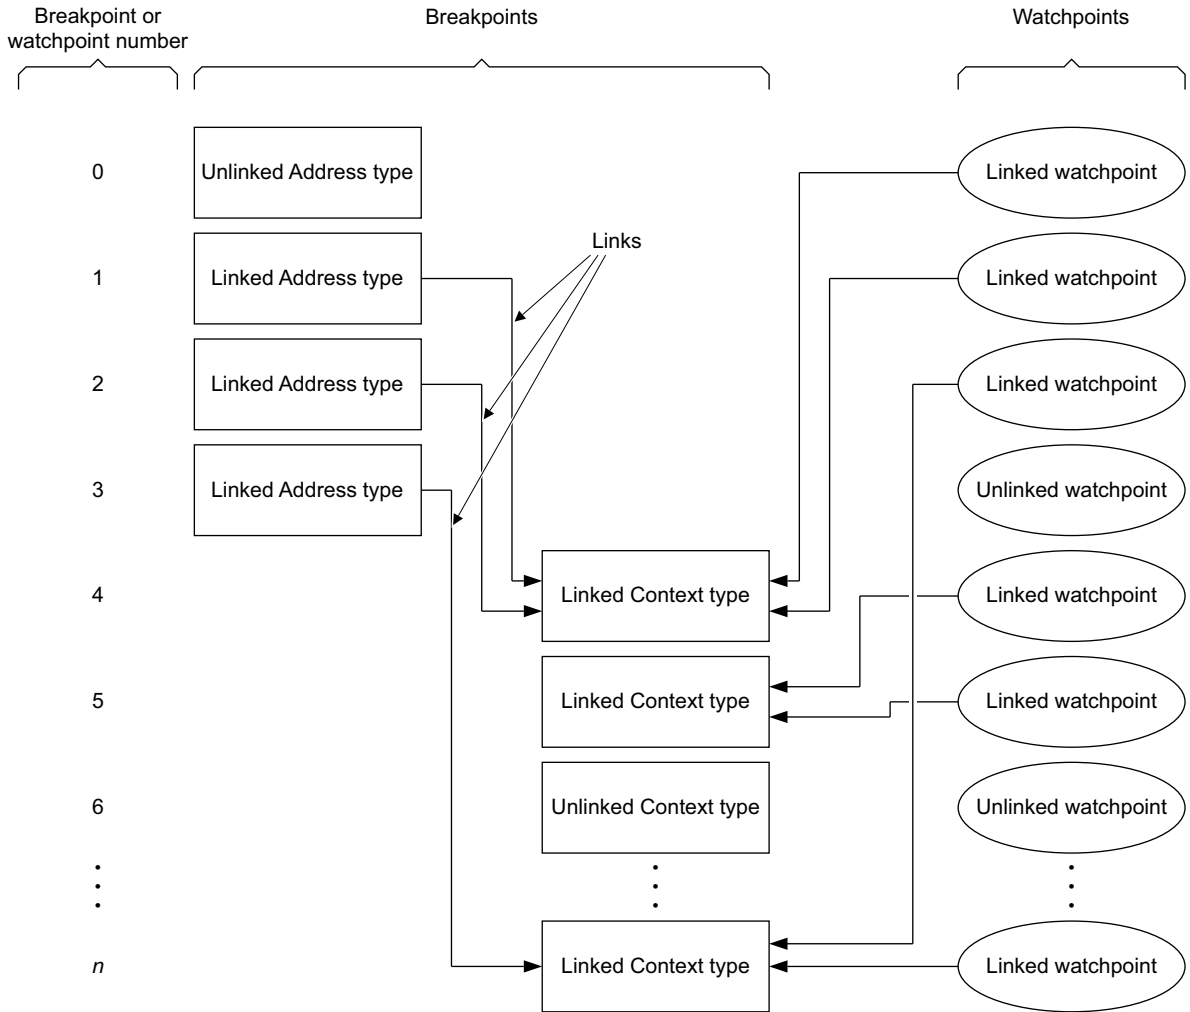 Breakpoint or
watchpoint number
Breakpoints
Watchpoints
0
Unlinked Address type
Linked watchpoint
Links
1
Linked Address type
Linked watchpoint
2
Linked Address type
Linked watchpoint
3
Linked Address type
Unlinked watchpoint
4
Linked Context type
Linked watchpoint
5
Linked Context type
Linked watchpoint
6
Unlinked Context type
Unlinked watchpoint
n
Linked Context type
Linked watchpoint